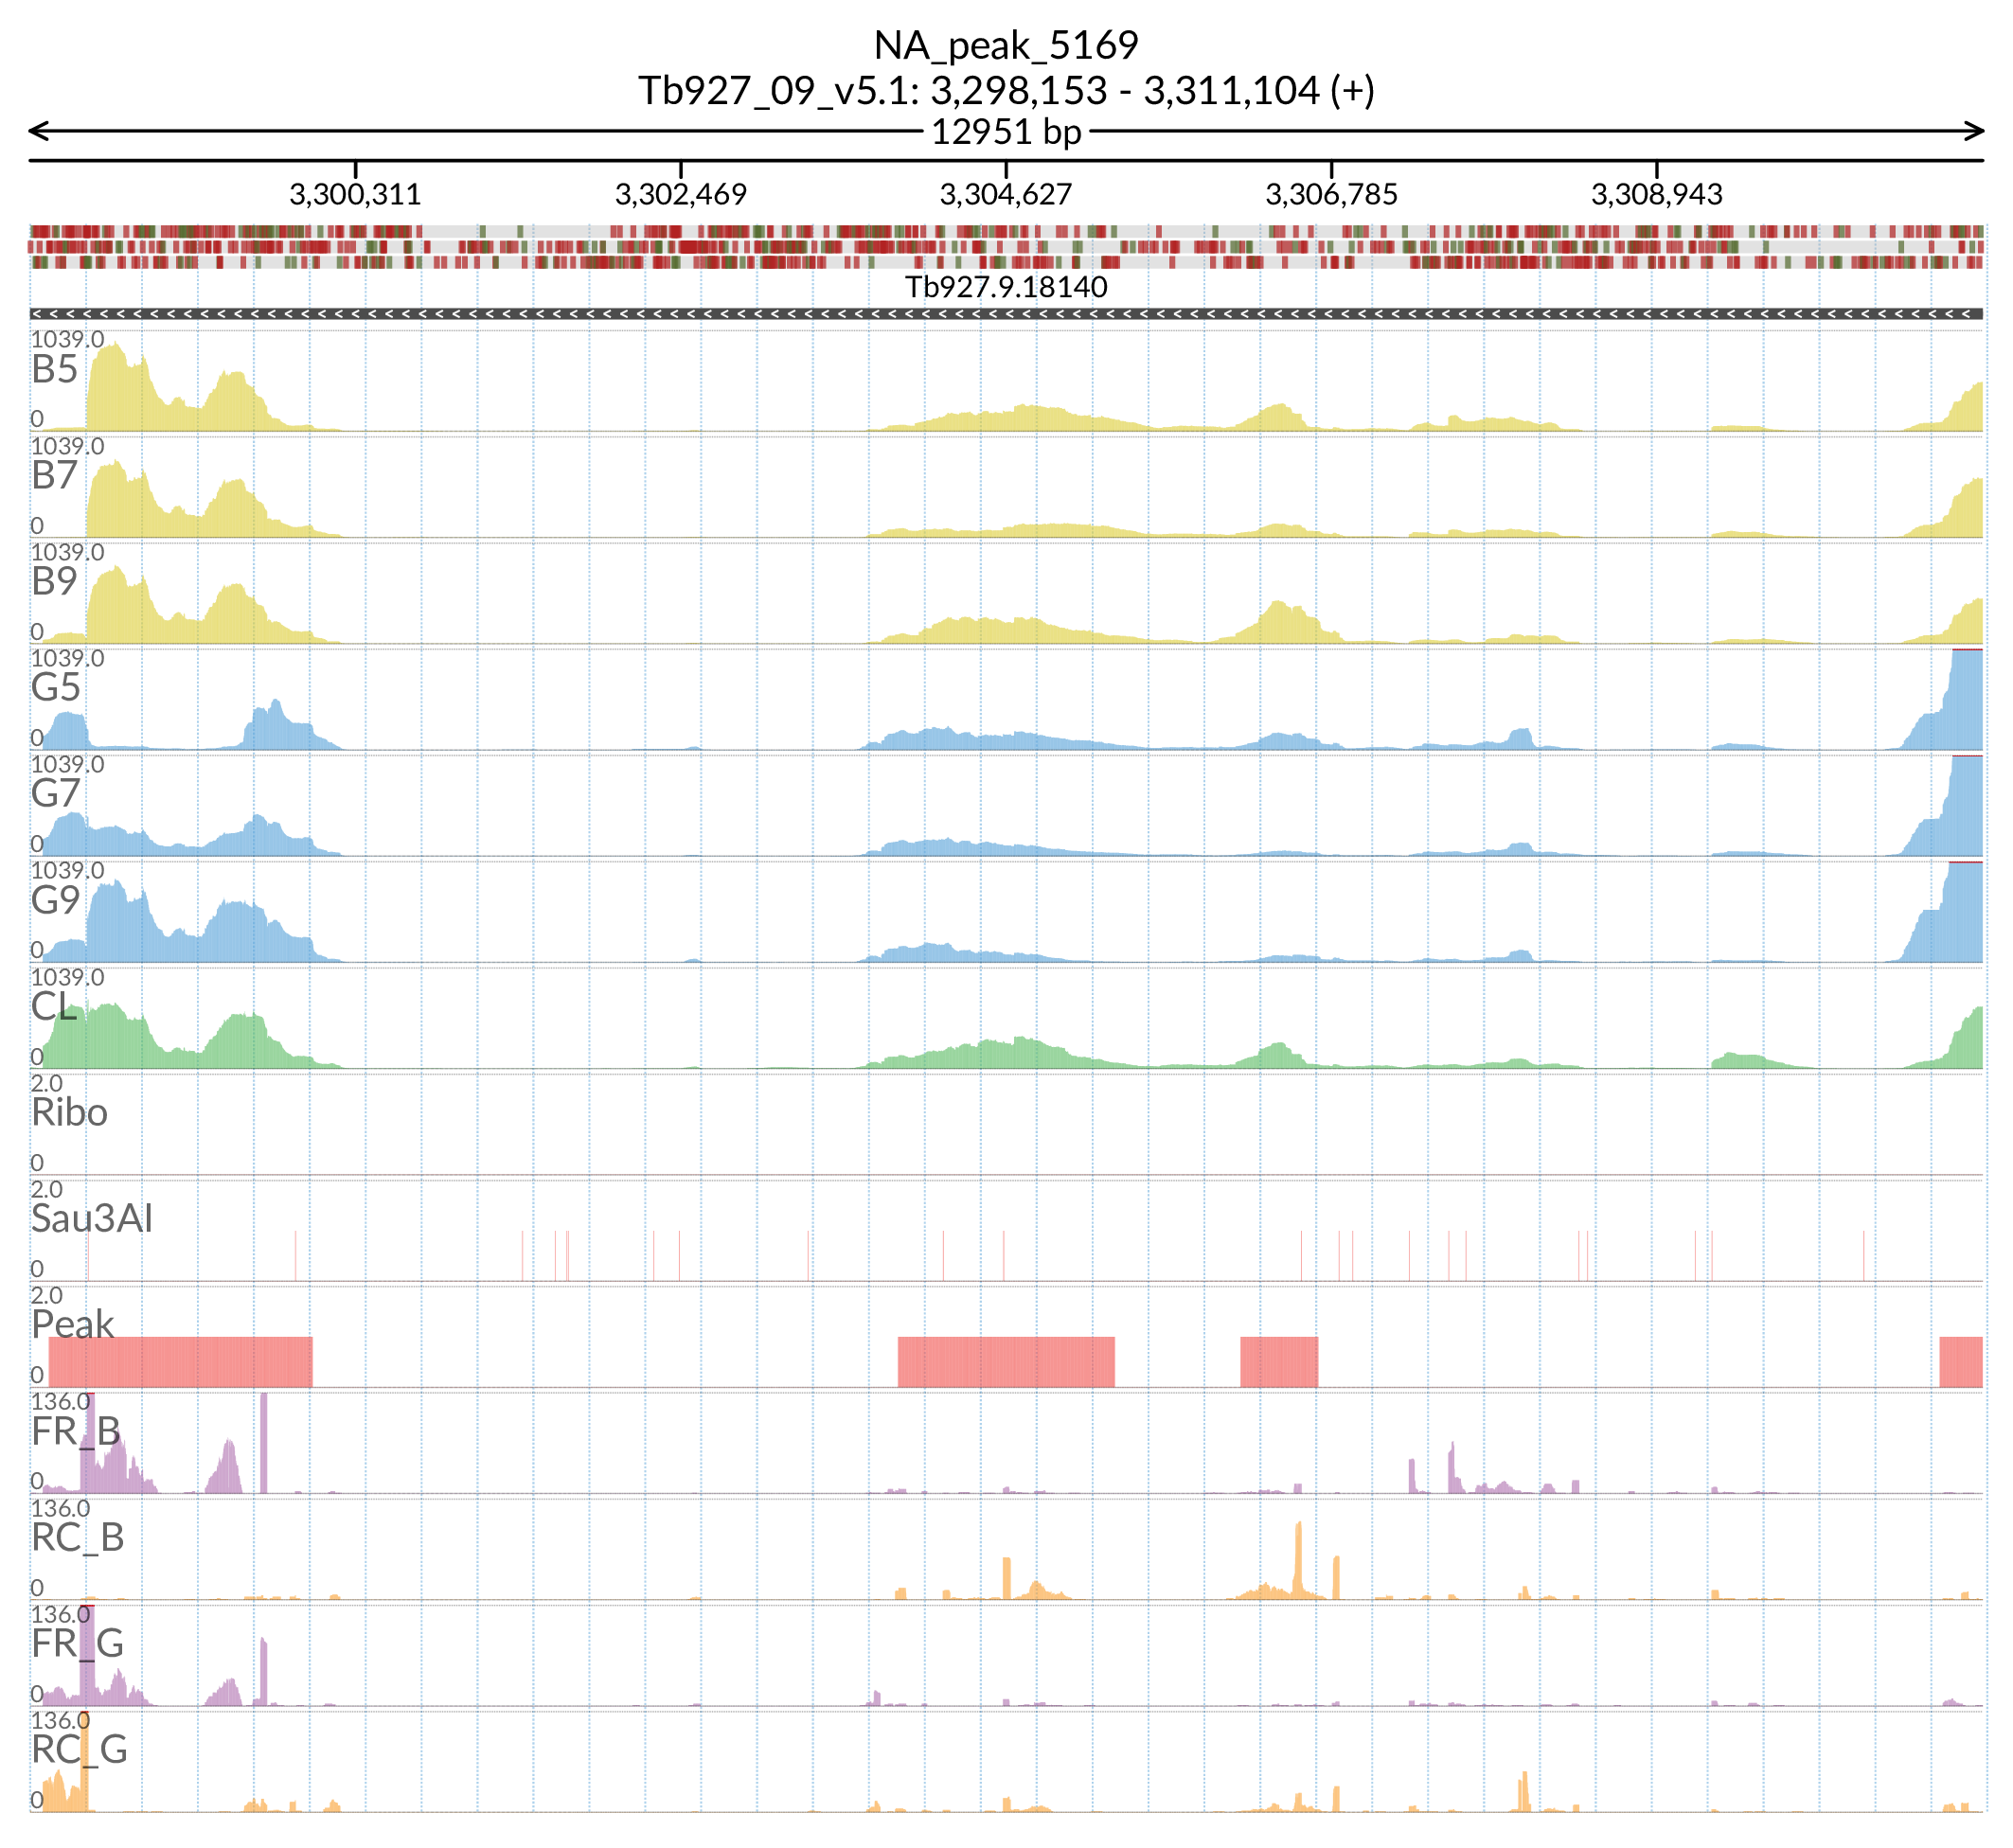 NA_peak_5169
Tb927_09_v5.1: 3,298,153 - 3,311,104 (+)
12951 bp
3,300,311 3,302,469 3,304,627 3,306,785 3,308,943
Tb927.9.18140
1039.0
B5
0
1039.0
B7
0
1039.0
B9
0
1039.0
G5
0
1039.0
G7
0
1039.0
G9
0
1039.0
CL
0
2.0
Ribo
0
2.0
Sau3AI
0
2.0
Peak
0
136.0
FR_B
0
136.0
RC_B
0
136.0
FR_G
0
136.0
RC_G
0